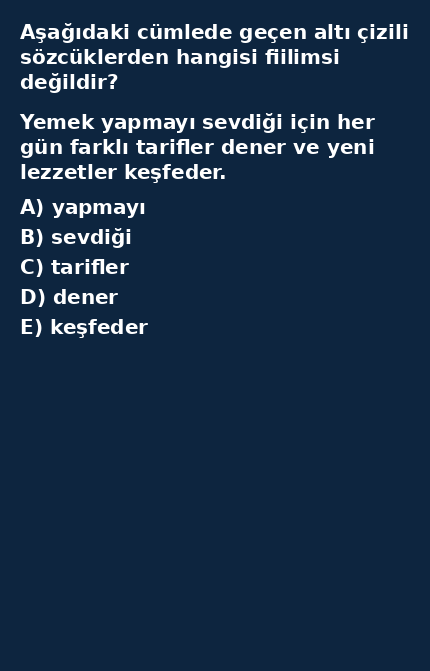 Aşağıdaki cümlede geçen altı çizili
sözcüklerden hangisi fiilimsi
değildir?
Yemek yapmayı sevdiği için her
gün farklı tarifler dener ve yeni
lezzetler keşfeder.
A) yapmayı
B) sevdiği
C) tarifler
D) dener
E) keşfeder